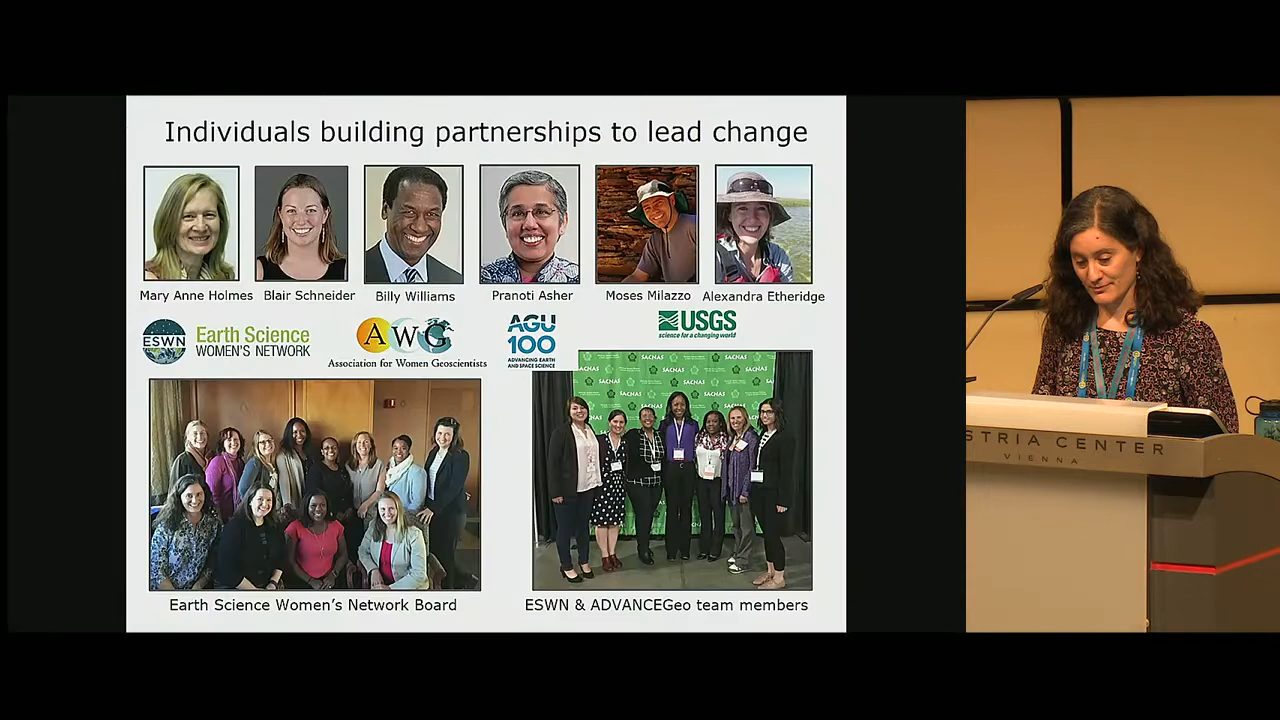 Individuals building partnerships to lead change
Mary Anne Holmes
Blair Schneider
Billy Williams
Pranoti Asher
Moses Milazzo
Alexandra Etheridge
ESWN
Earth Science
WOMEN'S NETWORK
AWG
Association for Women Geoscientists
AGU
100
ADVANCING EARTH
AND SPACE SCIENCE
USGS
science for a changing world
SACNAS
Earth Science Women's Network Board
ESWN & ADVANCEGeo team members
STRIA CENTER
VIENNA